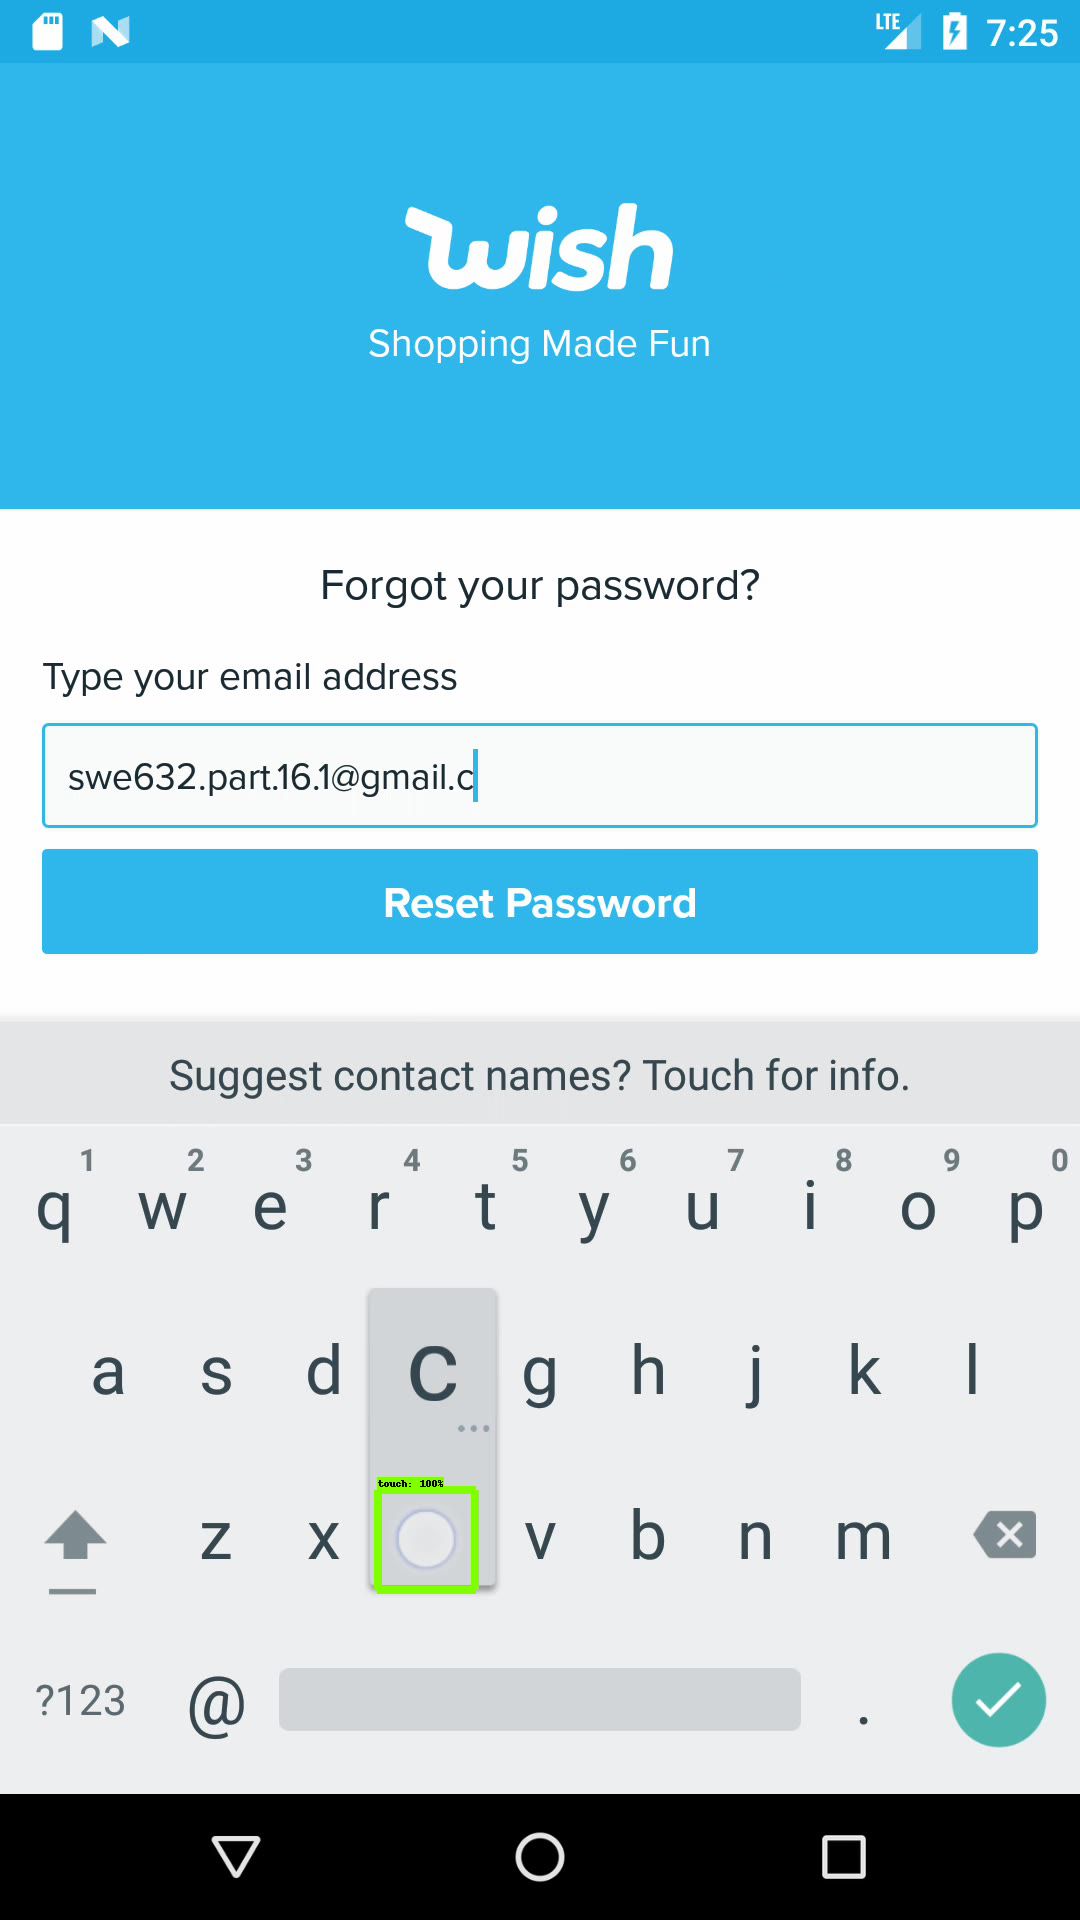 LTE 7:25
wish
Shopping Made Fun
Forgot your password?
Type your email address
swe632.part.16.1@gmail.c
Reset Password
Suggest contact names? Touch for info.
1 2 3 4 5 6 7 8 9 0
q w e r t y u i o p
a s d c g h j k l
touch: 100%
z x v b n m
?123 @ .